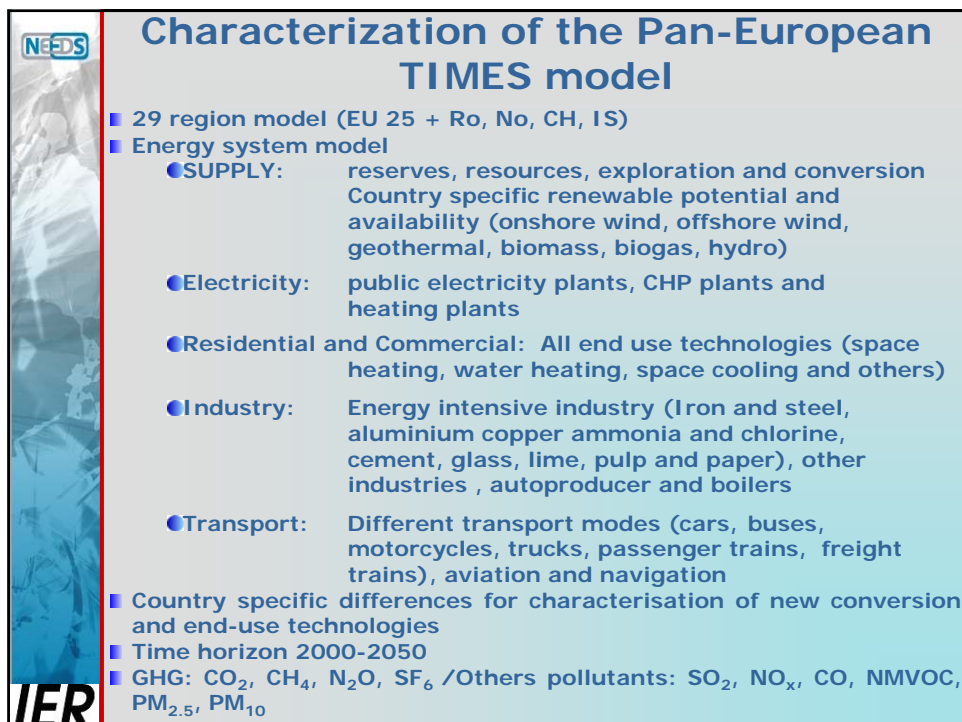 NEEDS
Characterization of the Pan-European
TIMES model
29 region model (EU 25 + Ro, No, CH, IS)
Energy system model
SUPPLY: reserves, resources, exploration and conversion
Country specific renewable potential and
availability (onshore wind, offshore wind,
geothermal, biomass, biogas, hydro)
Electricity: public electricity plants, CHP plants and
heating plants
Residential and Commercial: All end use technologies (space
heating, water heating, space cooling and others)
Industry: Energy intensive industry (Iron and steel,
aluminium copper ammonia and chlorine,
cement, glass, lime, pulp and paper), other
industries , autoproducer and boilers
Transport: Different transport modes (cars, buses,
motorcycles, trucks, passenger trains, freight
trains), aviation and navigation
Country specific differences for characterisation of new conversion
and end-use technologies
Time horizon 2000-2050
GHG: CO₂, CH₄, N₂O, SF₆ /Others pollutants: SO₂, NOₓ, CO, NMVOC,
PM₂.₅, PM₁₀
IER